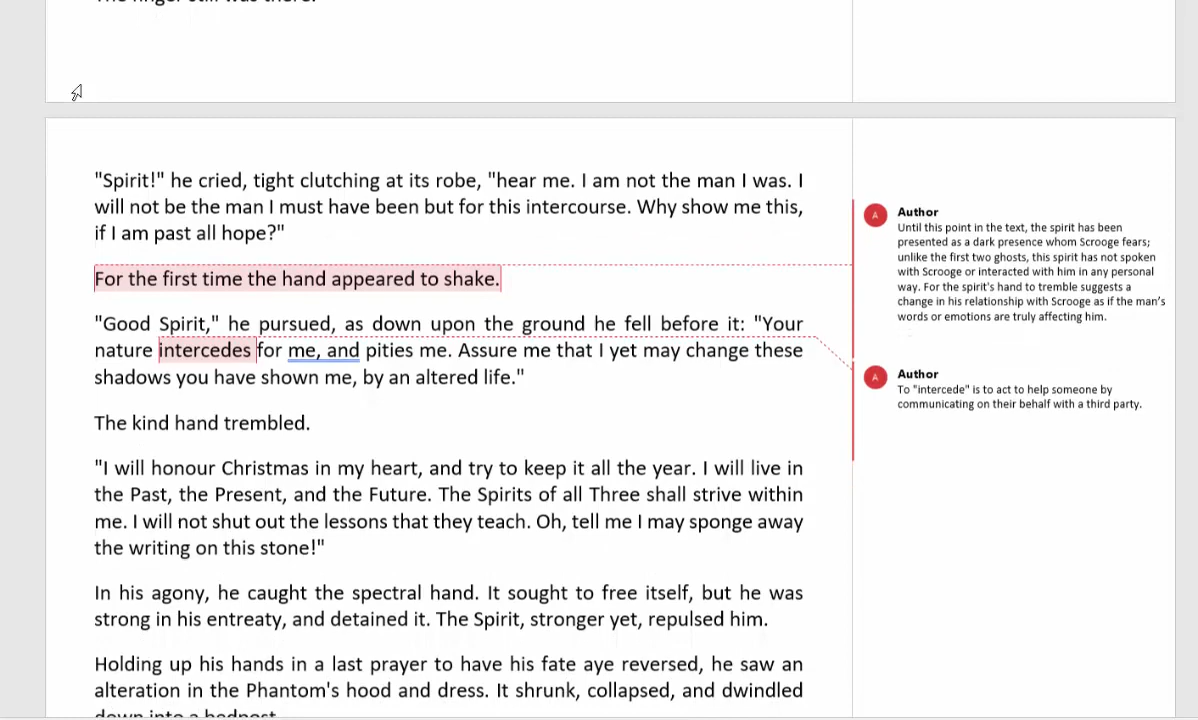 The finger still was there.
"Spirit!" he cried, tight clutching at its robe, "hear me. I am not the man I was. I
will not be the man I must have been but for this intercourse. Why show me this,
if I am past all hope?"
For the first time the hand appeared to shake.
"Good Spirit," he pursued, as down upon the ground he fell before it: "Your
nature intercedes for me, and pities me. Assure me that I yet may change these
shadows you have shown me, by an altered life."
The kind hand trembled.
"I will honour Christmas in my heart, and try to keep it all the year. I will live in
the Past, the Present, and the Future. The Spirits of all Three shall strive within
me. I will not shut out the lessons that they teach. Oh, tell me I may sponge away
the writing on this stone!"
In his agony, he caught the spectral hand. It sought to free itself, but he was
strong in his entreaty, and detained it. The Spirit, stronger yet, repulsed him.
Holding up his hands in a last prayer to have his fate aye reversed, he saw an
alteration in the Phantom's hood and dress. It shrunk, collapsed, and dwindled
down into a bedpost.
A
Author
Until this point in the text, the spirit has been
presented as a dark presence whom Scrooge fears;
unlike the first two ghosts, this spirit has not spoken
with Scrooge or interacted with him in any personal
way. For the spirit's hand to tremble suggests a
change in his relationship with Scrooge as if the man's
words or emotions are truly affecting him.
A
Author
To "intercede" is to act to help someone by
communicating on their behalf with a third party.